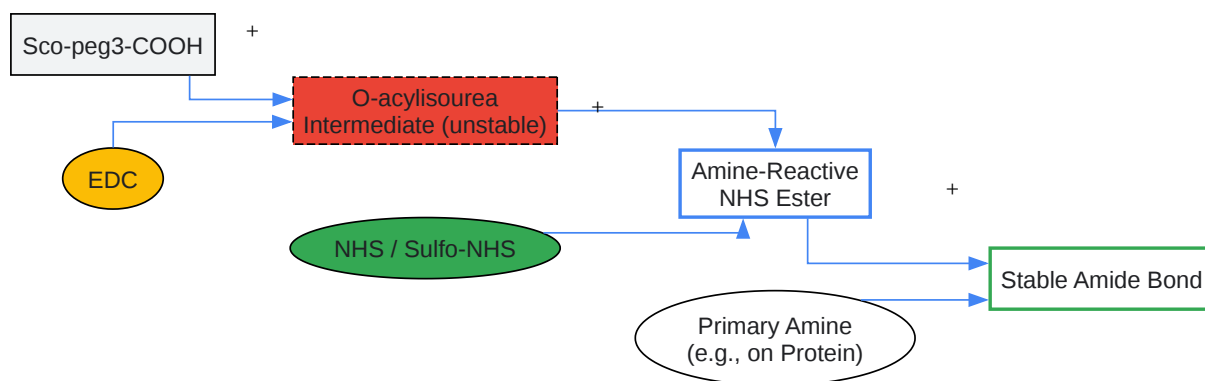 Sco-peg3-COOH
+
O-acylisourea
Intermediate (unstable)
+
EDC
Amine-Reactive
NHS Ester
+
NHS / Sulfo-NHS
Stable Amide Bond
Primary Amine
(e.g., on Protein)